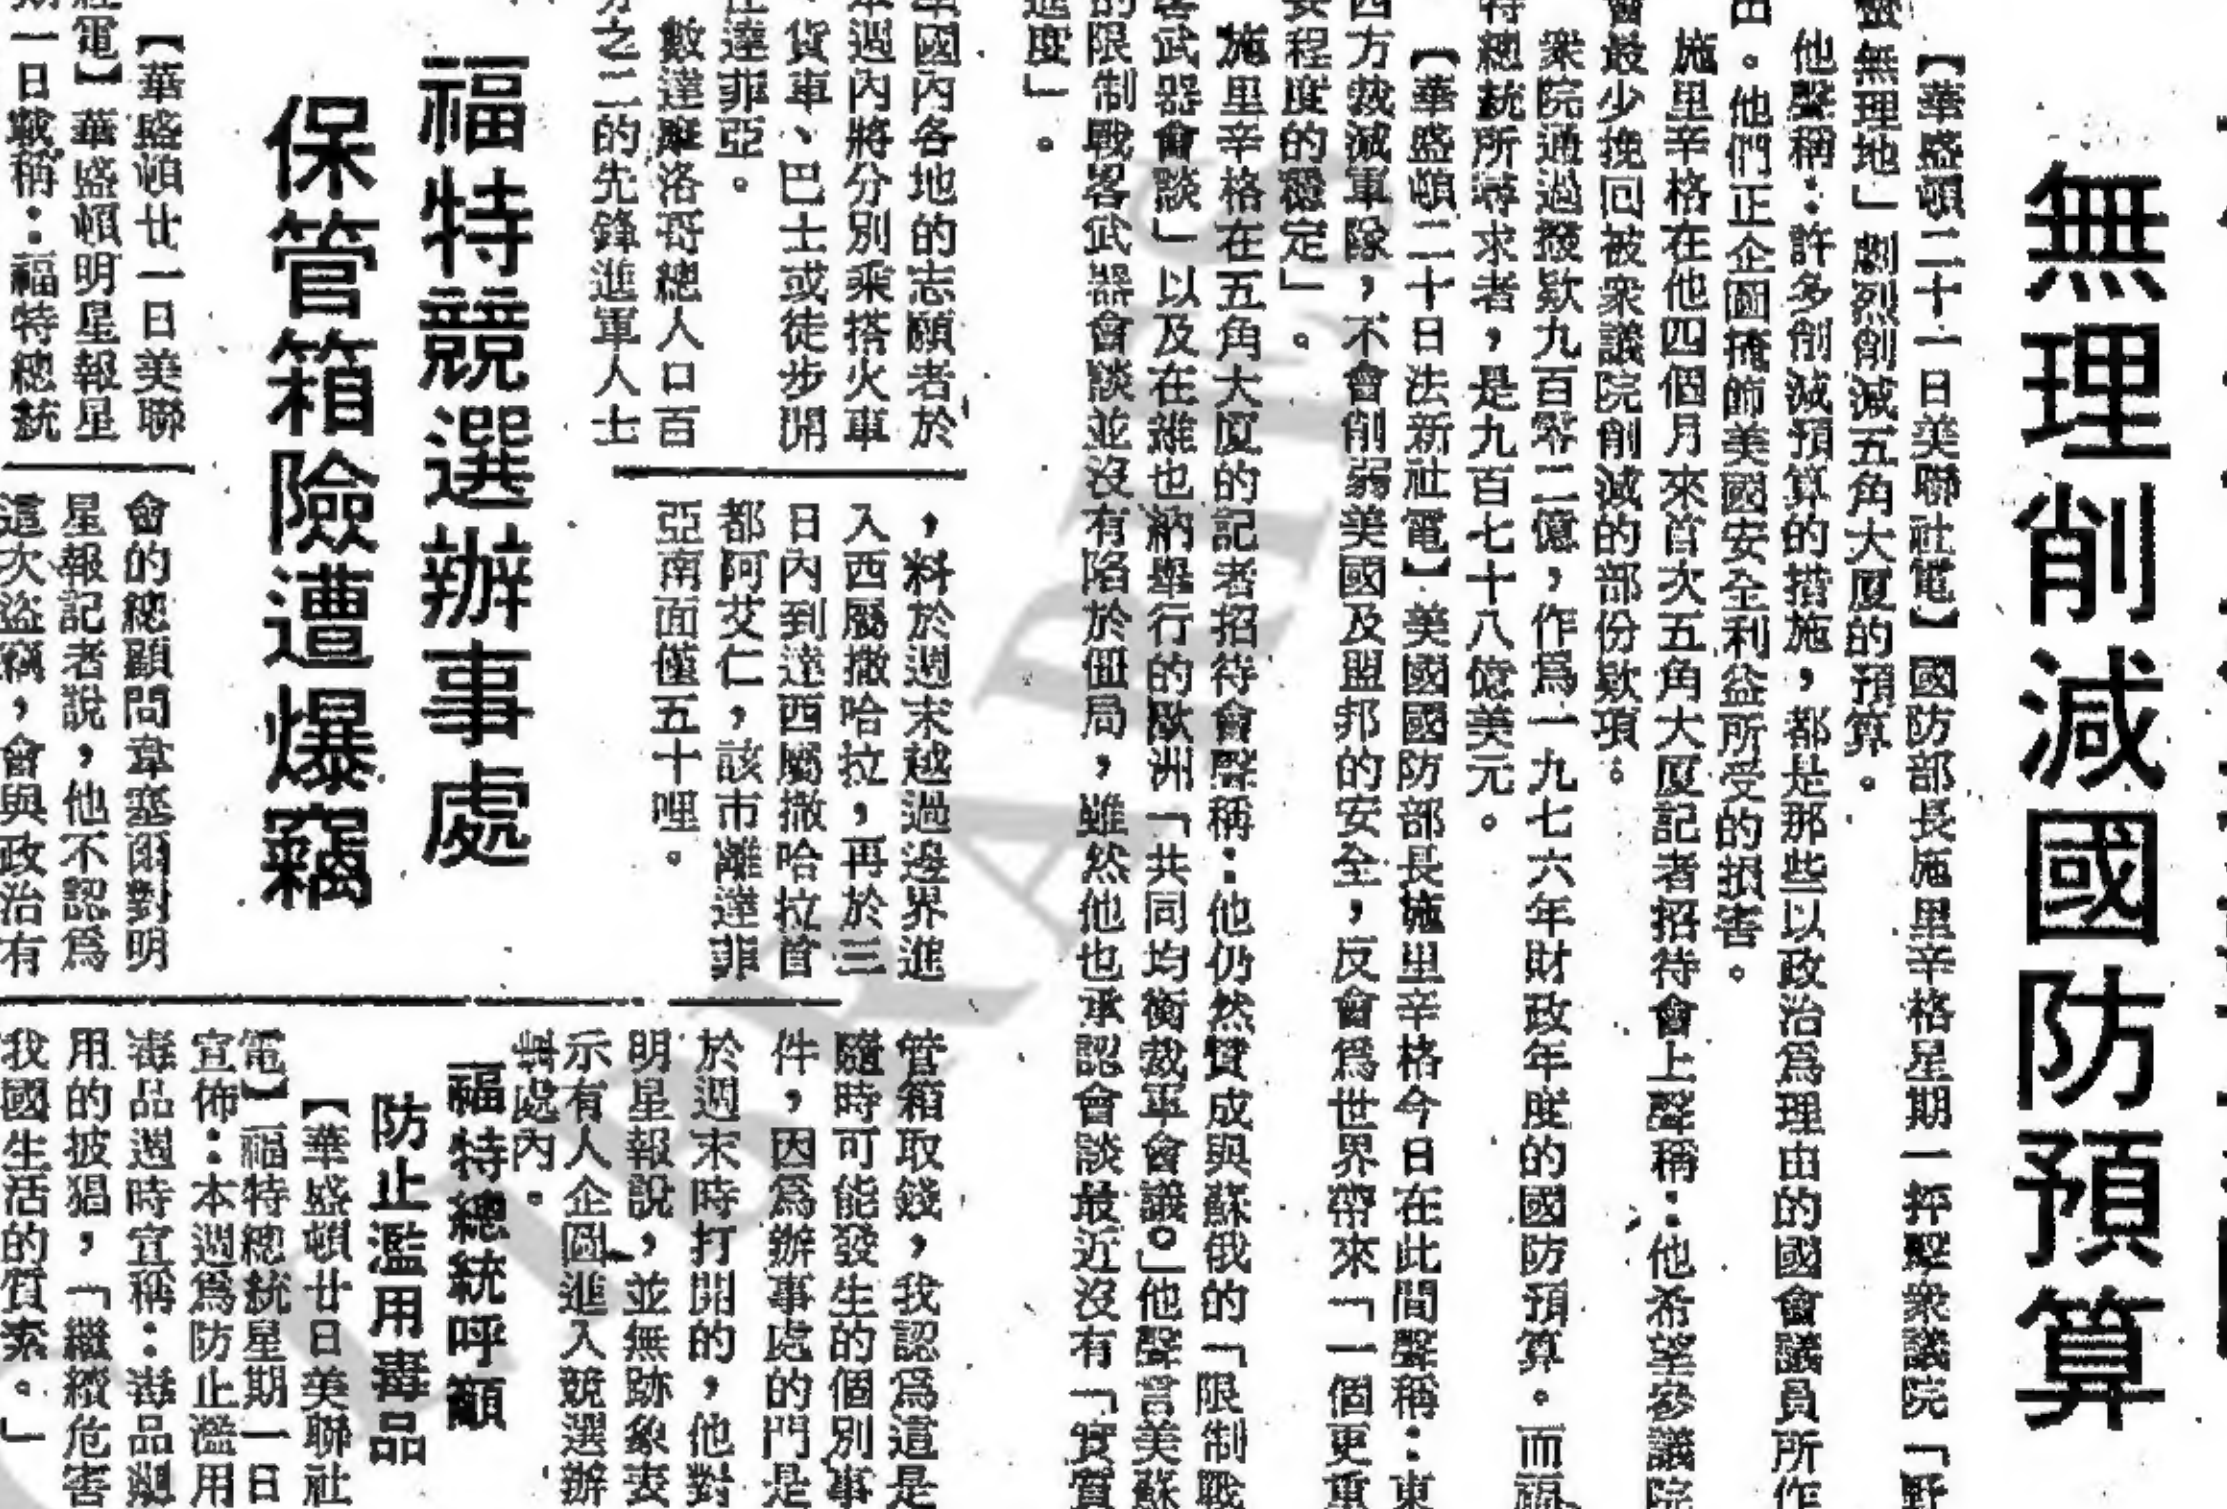 無理削減國防預算
【華盛頓二十一日美聯社電】國防部長施里辛格星期一抨擊衆議院「野
蠻無理地」劇烈削減五角大厦的預算。
他聲稱：許多削減預算的措施，都是那些以政治爲理由的國會議員所作
由。他們正企圖掩飾美國安全利益所受的損害。
施里辛格在他四個月來首次五角大厦記者招待會上聲稱：他希望參議院
會最少挽回被衆議院削減的部份欵項。
衆院通過撥欵九百零二億，作爲一九七六年財政年度的國防預算。而福
特總統所尋求者，是九百七十八億美元。
【華盛頓二十日法新社電】美國國防部長施里辛格今日在此間聲稱：東
西方裁減軍隊，不會削弱美國及盟邦的安全，反會爲世界帶來「一個更重
要程度的穩定」。
施里辛格在五角大厦的記者招待會聲稱：他仍然贊成與蘇俄的「限制戰
畧武器會談」以及在維也納舉行的歐洲「共同均衡裁軍會議。」他聲言美蘇
的限制戰畧武器會談並沒有陷於僵局，雖然他也承認會談最近沒有「實質
進度」。
國內各地的志願者於
週內將分別乘搭火車
、貨車、巴士或徒步開
往達菲亞。
數達摩洛哥總人口百
分之二的先鋒進軍人士
，料於週末越過邊界進
入西屬撒哈拉，再於三
日內到達西屬撒哈拉首
都阿艾仁，該市離達菲
亞南面僅五十哩。
福特競選辦事處
保管箱險遭爆竊
【華盛頓廿一日美聯
社電】華盛頓明星報星
期一日戰稱：福特總統
會的總顧問韋塞爾對明
星報記者說，他不認爲
這次盜竊，會與政治有
管箱取錢，我認爲這是
隨時可能發生的個別事
件，因爲辦事處的門是
於週末時打開的，他對
明星報說，並無跡象表
示有人企圖進入競選辦
事處內。
福特總統呼籲
防止濫用毒品
【華盛頓廿日美聯社
電】福特總統星期一日
宣佈：本週爲防止濫用
毒品週時宣稱：毒品濫
用的披猖，「繼續危害
我國生活的質素。」